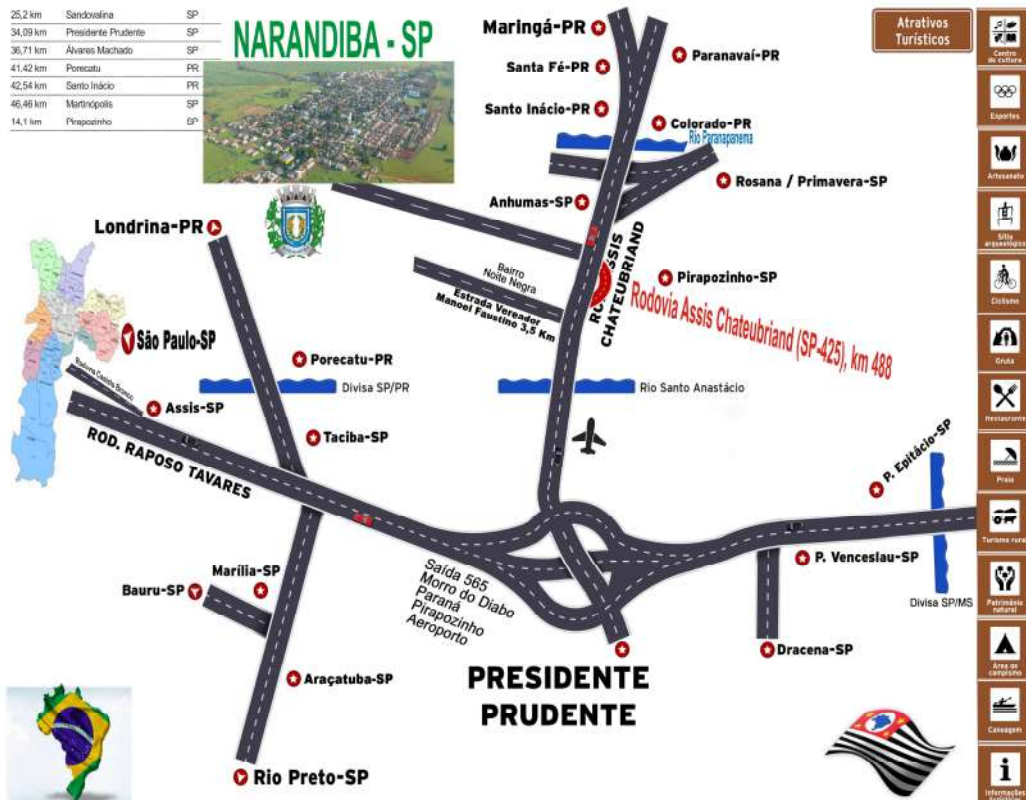 25,2 km Sandovalina SP
34,09 km Presidente Prudente SP
36,71 km Álvares Machado SP
41,42 km Porecatu PR
42,54 km Santo Inácio PR
46,46 km Martinópolis SP
14,1 km Pirapozinho SP
NARANDIBA - SP
Maringá-PR
Paranavaí-PR
Santa Fé-PR
Santo Inácio-PR
Colorado-PR
Rio Paranapanema
Rosana / Primavera-SP
Anhumas-SP
Londrina-PR
Bairro
Noite Negra
Estrada Vereador
Manoel Faustino 3,5 Km
CHATEUBRIAND
Pirapozinho-SP
Rodovia Assis Chateubriand (SP-425), km 488
São Paulo-SP
Rodovia Castelo Branco
Porecatu-PR
Divisa SP/PR
Rio Santo Anastácio
Assis-SP
Taciba-SP
ROD. RAPOSO TAVARES
P. Epitácio-SP
P. Venceslau-SP
Divisa SP/MS
Saída 565
Morro do Diabo
Paraná
Pirapozinho
Aeroporto
Marília-SP
Bauru-SP
Araçatuba-SP
Dracena-SP
PRESIDENTE
PRUDENTE
Rio Preto-SP
Atrativos
Turísticos
Centro
de cultura
Esportes
Artesanato
Sítio
arqueológico
Ciclismo
Gruta
Restaurante
Praia
Turismo rural
Patrimônio
natural
Área de
campismo
Canoagem
Informações